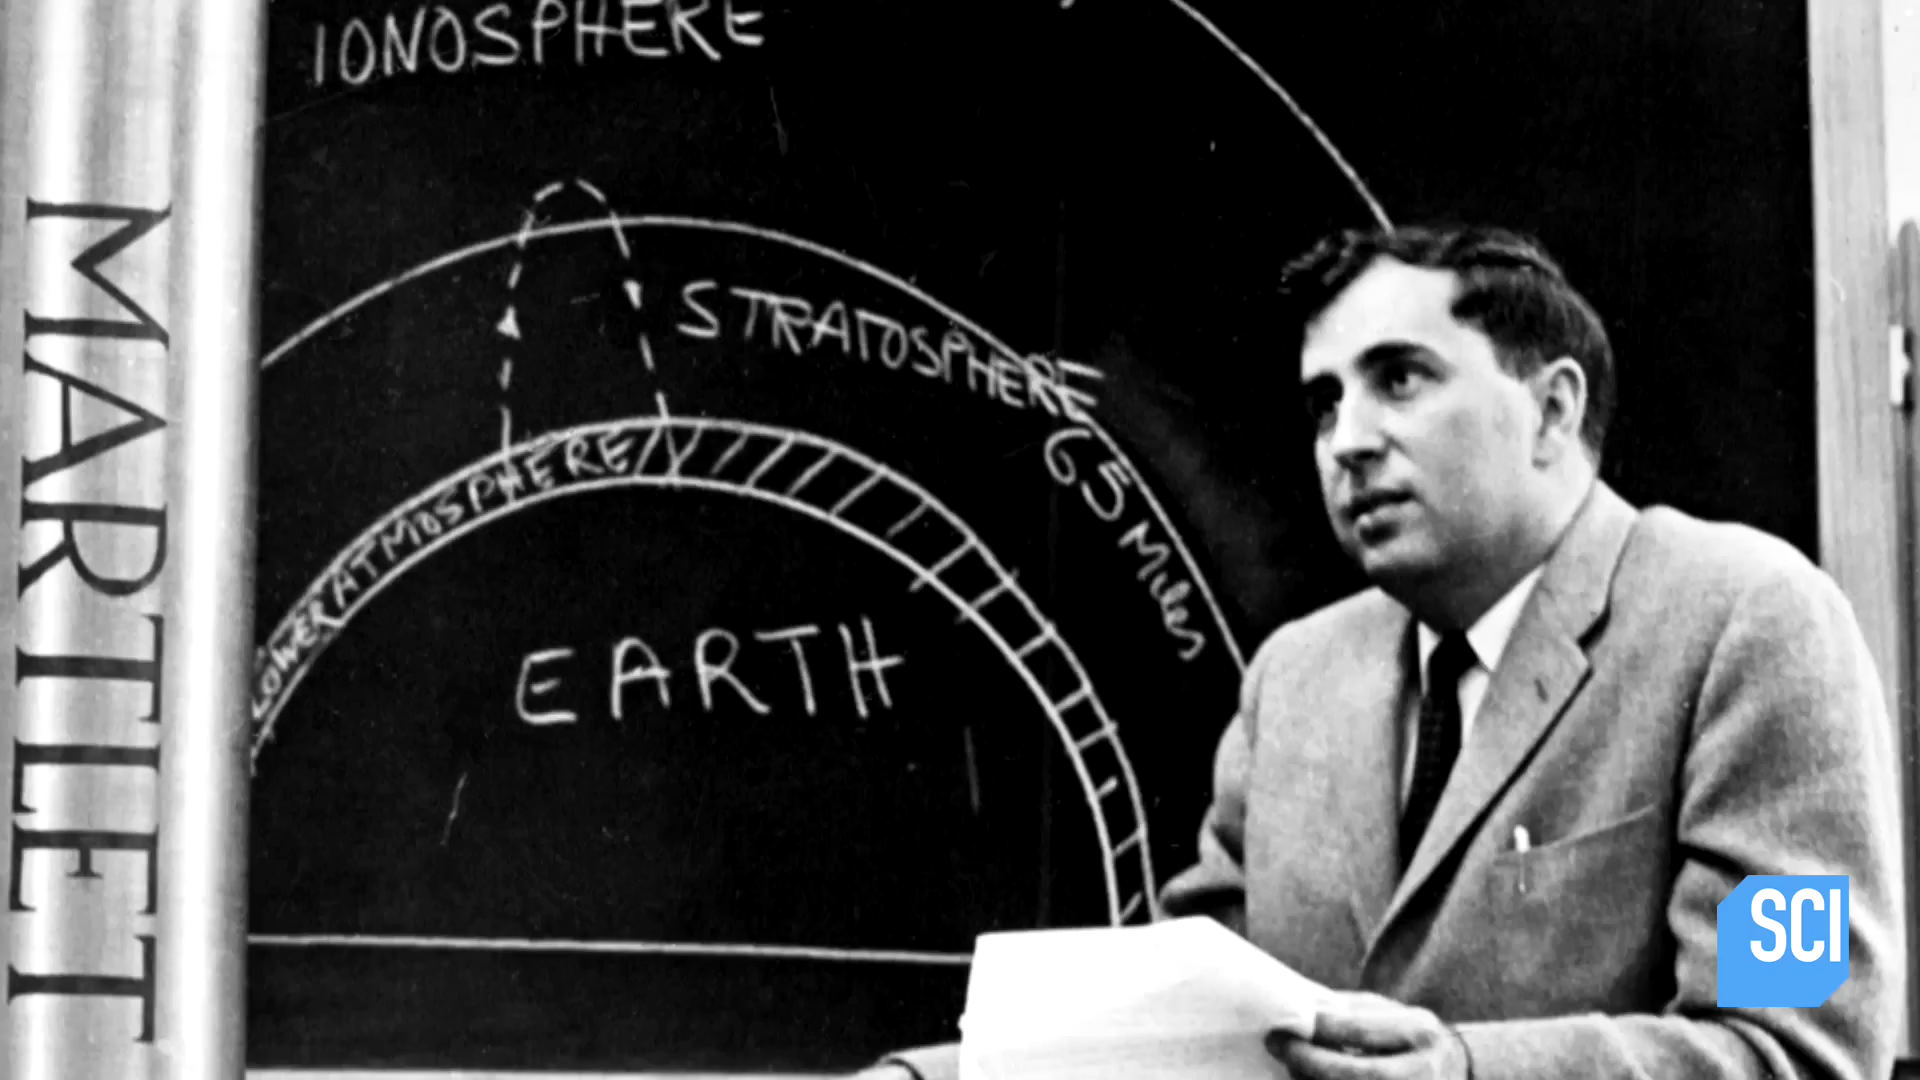 IONOSPHERE
MARTLET
STRATOSPHERE
65 Miles
LOWER ATMOSPHERE
EARTH
SCI